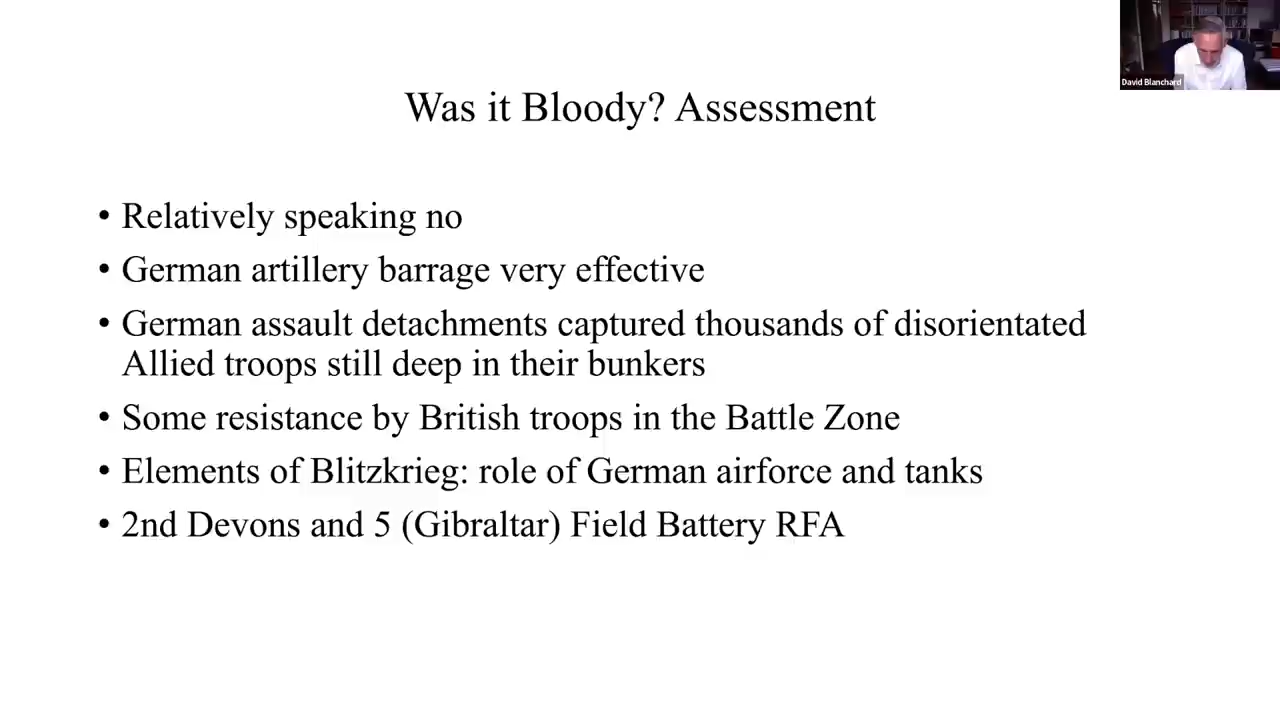 David Blanchard
Was it Bloody? Assessment
• Relatively speaking no
• German artillery barrage very effective
• German assault detachments captured thousands of disorientated
Allied troops still deep in their bunkers
• Some resistance by British troops in the Battle Zone
• Elements of Blitzkrieg: role of German airforce and tanks
• 2nd Devons and 5 (Gibraltar) Field Battery RFA